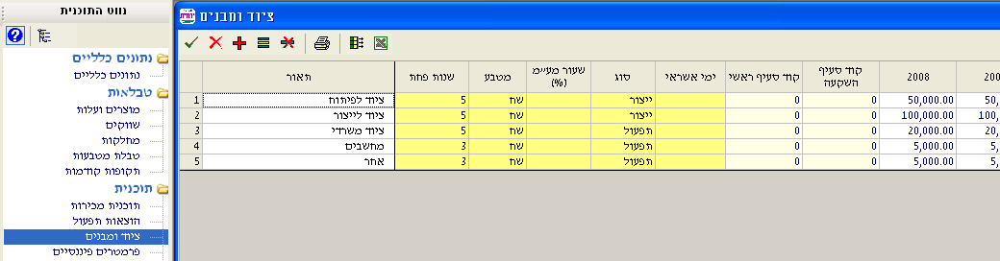 נווט התוכנית
נתונים כלליים
נתונים כלליים
טבלאות
מוצרים ועלות
שווקים
מחלקות
טבלת מטבעות
תקופות קודמות
תוכנית
תוכנית מכירות
הוצאות תפעול
ציוד ומבנים
פרמטרים פיננסיים
ציוד ומבנים
תאור שנות פחת מטבע שעור מע״מ (%) סוג ימי אשראי קוד סעיף ראשי קוד סעיף השקעה 2008 200
1 ציוד לפיתוח 5 שח ייצור 0 0 50,000.00 50,
2 ציוד לייצור 5 שח ייצור 0 0 100,000.00 100,
3 ציוד משרדי 5 שח תפעול 0 0 20,000.00 20,
4 מחשבים 3 שח תפעול 0 0 5,000.00 5,
5 אחר 3 שח תפעול 0 0 5,000.00 5,